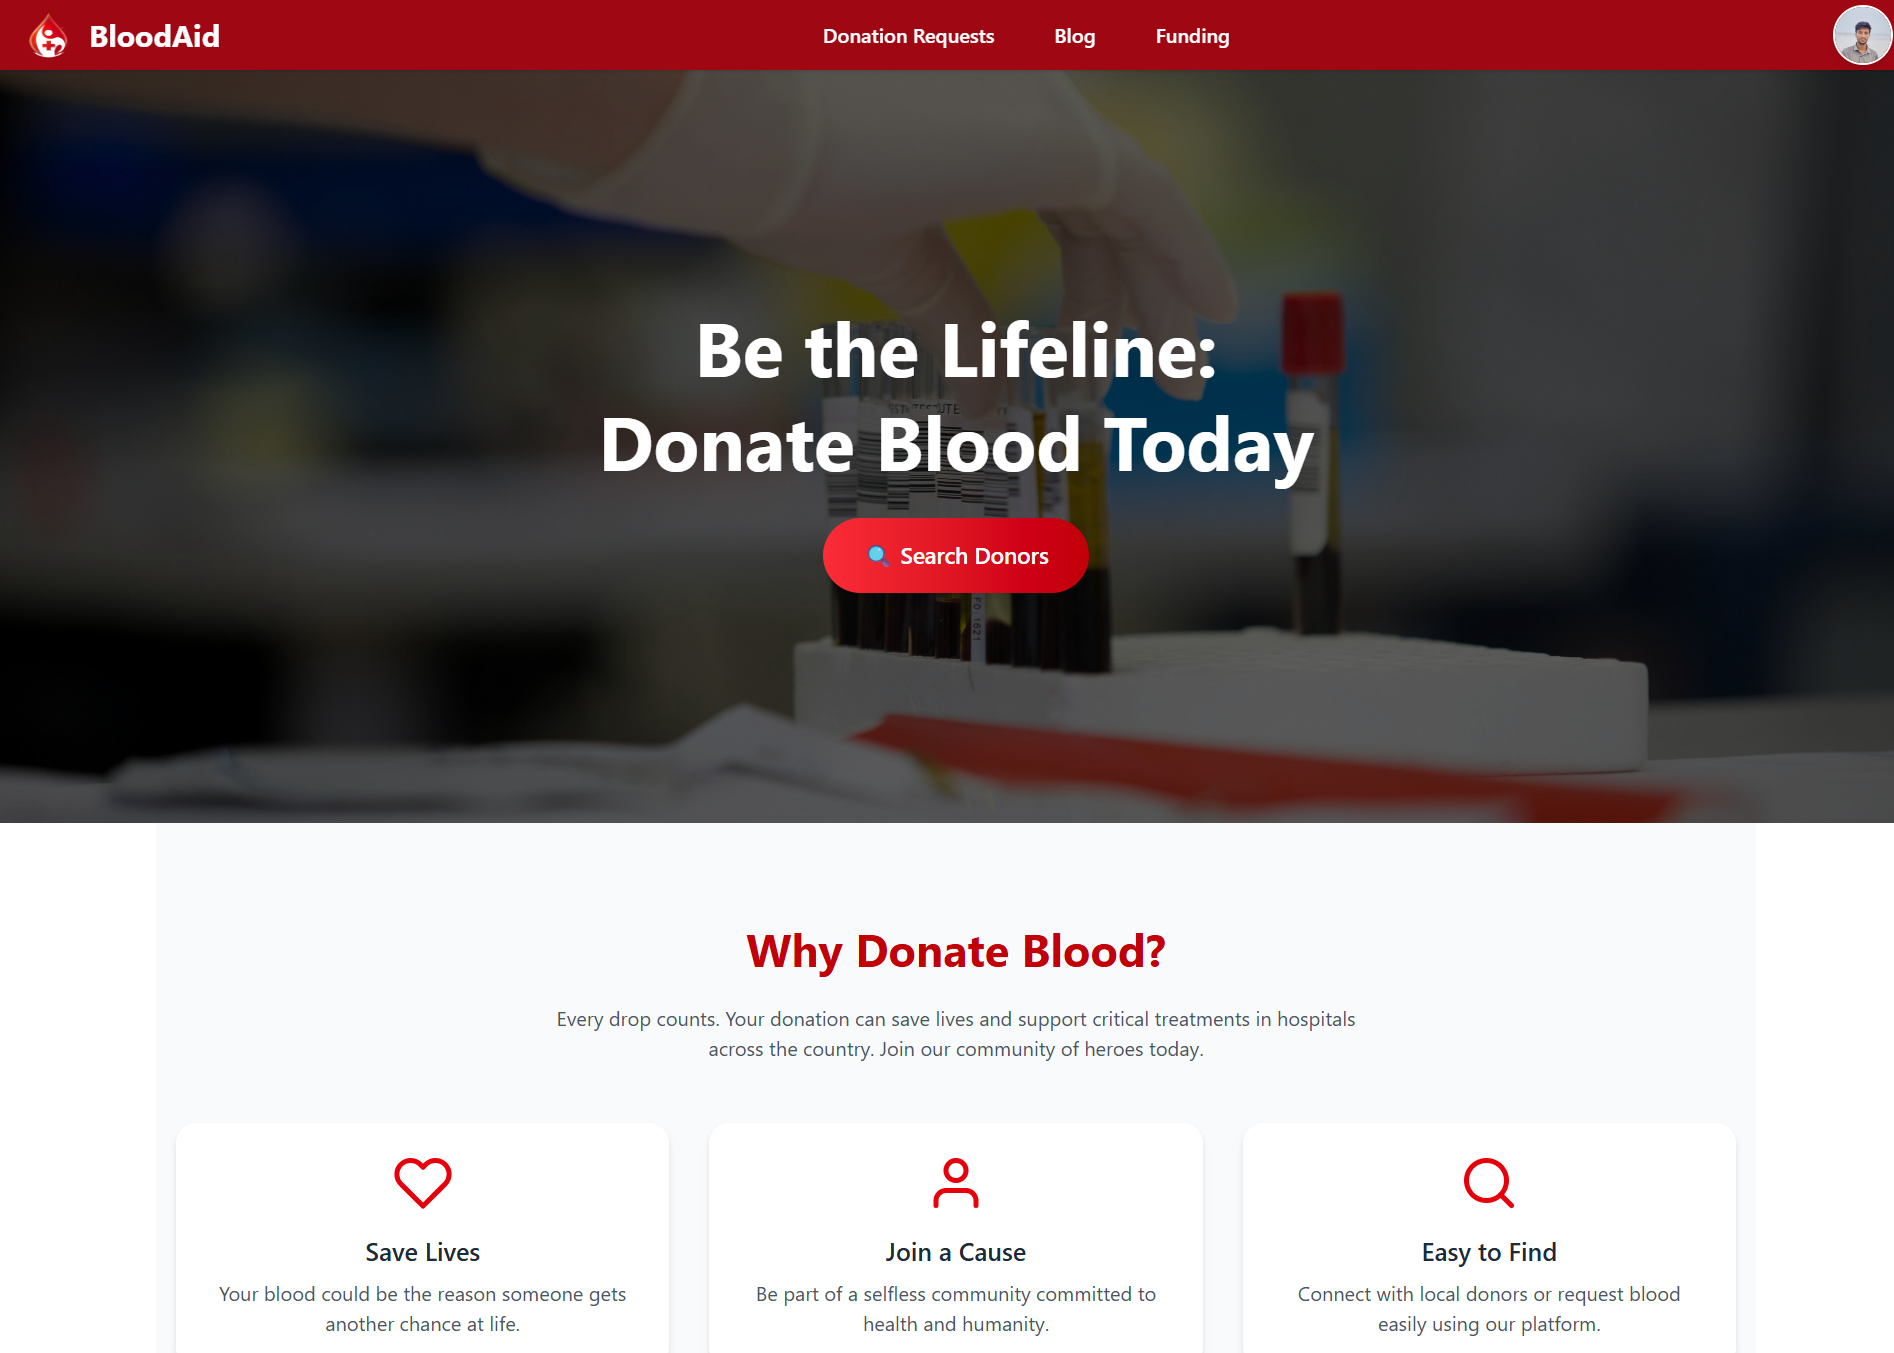 BloodAid
Donation Requests
Blog
Funding
Be the Lifeline:
Donate Blood Today
Search Donors
F0 1621
Why Donate Blood?
Every drop counts. Your donation can save lives and support critical treatments in hospitals
across the country. Join our community of heroes today.
Save Lives
Your blood could be the reason someone gets
another chance at life.
Join a Cause
Be part of a selfless community committed to
health and humanity.
Easy to Find
Connect with local donors or request blood
easily using our platform.